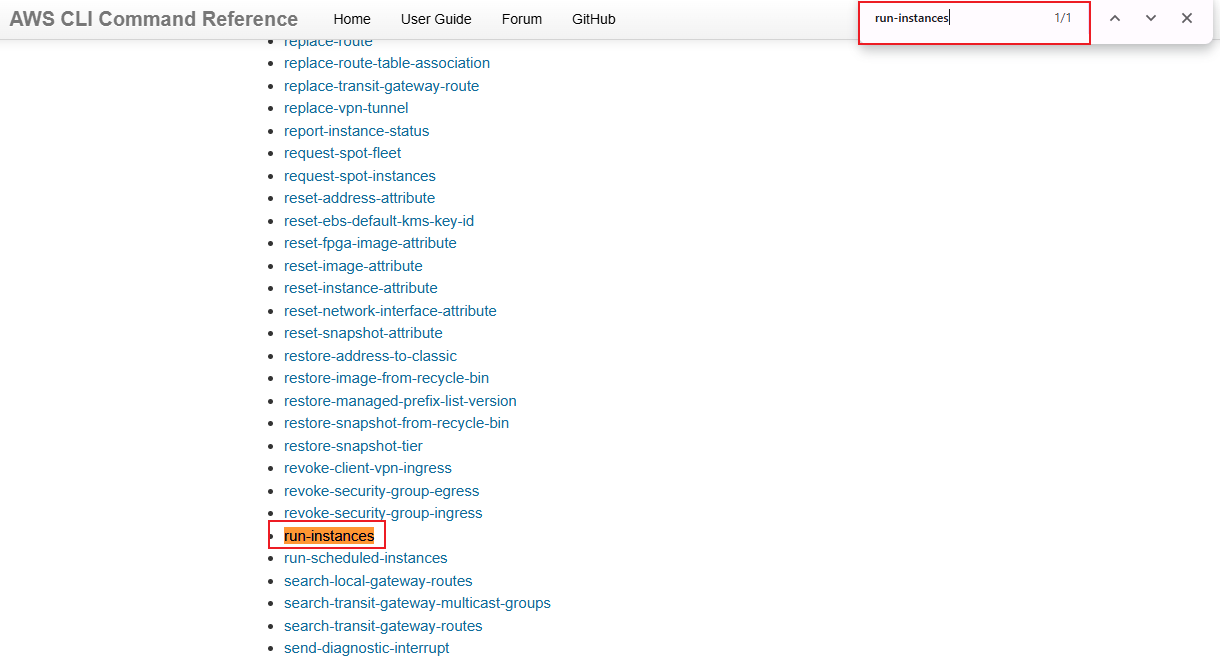 AWS CLI Command Reference Home User Guide Forum GitHub
run-instances 1/1
replace-route
replace-route-table-association
replace-transit-gateway-route
replace-vpn-tunnel
report-instance-status
request-spot-fleet
request-spot-instances
reset-address-attribute
reset-ebs-default-kms-key-id
reset-fpga-image-attribute
reset-image-attribute
reset-instance-attribute
reset-network-interface-attribute
reset-snapshot-attribute
restore-address-to-classic
restore-image-from-recycle-bin
restore-managed-prefix-list-version
restore-snapshot-from-recycle-bin
restore-snapshot-tier
revoke-client-vpn-ingress
revoke-security-group-egress
revoke-security-group-ingress
run-instances
run-scheduled-instances
search-local-gateway-routes
search-transit-gateway-multicast-groups
search-transit-gateway-routes
send-diagnostic-interrupt